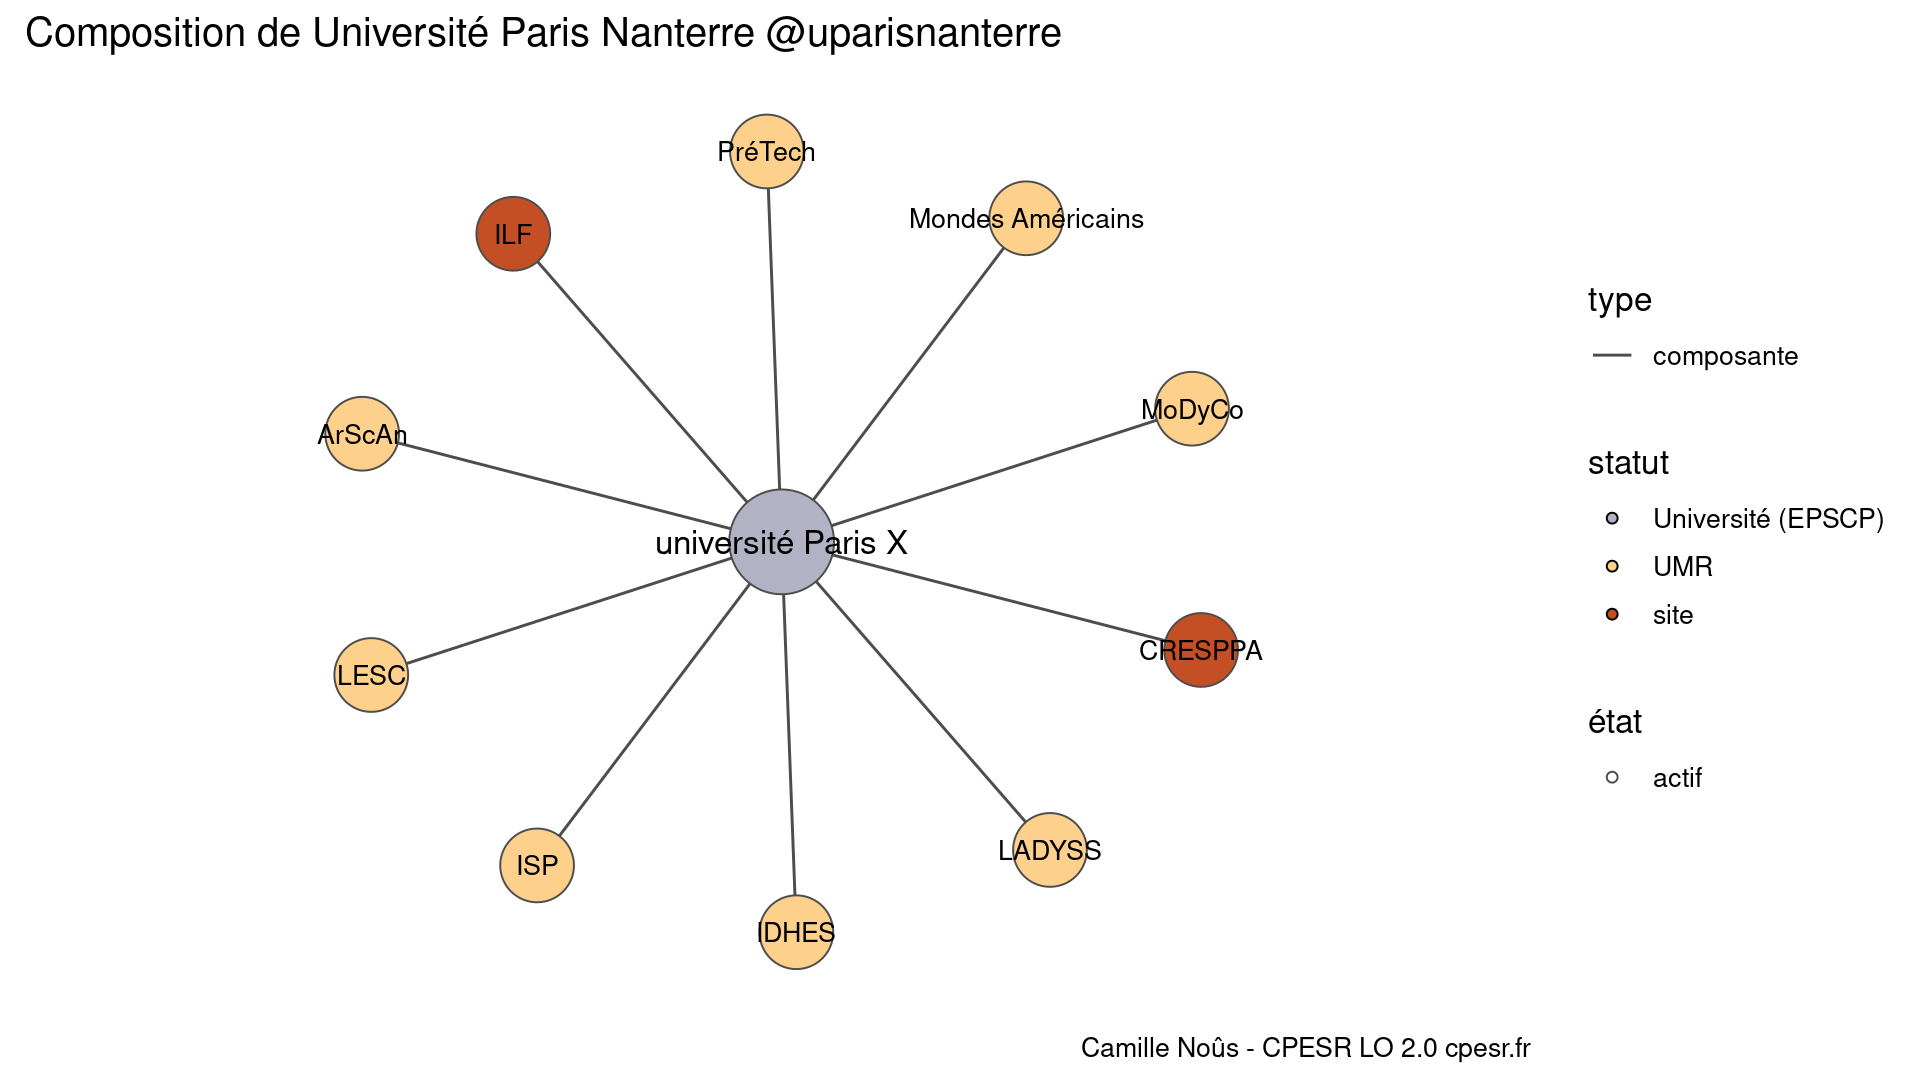 Composition de Université Paris Nanterre @uparisnanterre
PréTech
Mondes Américains
ILF
MoDyCo
ArScAn
université Paris X
CRESPPA
LESC
LADYSS
ISP
IDHES
type
composante
statut
Université (EPSCP)
UMR
site
état
actif
Camille Noûs - CPESR LO 2.0 cpesr.fr